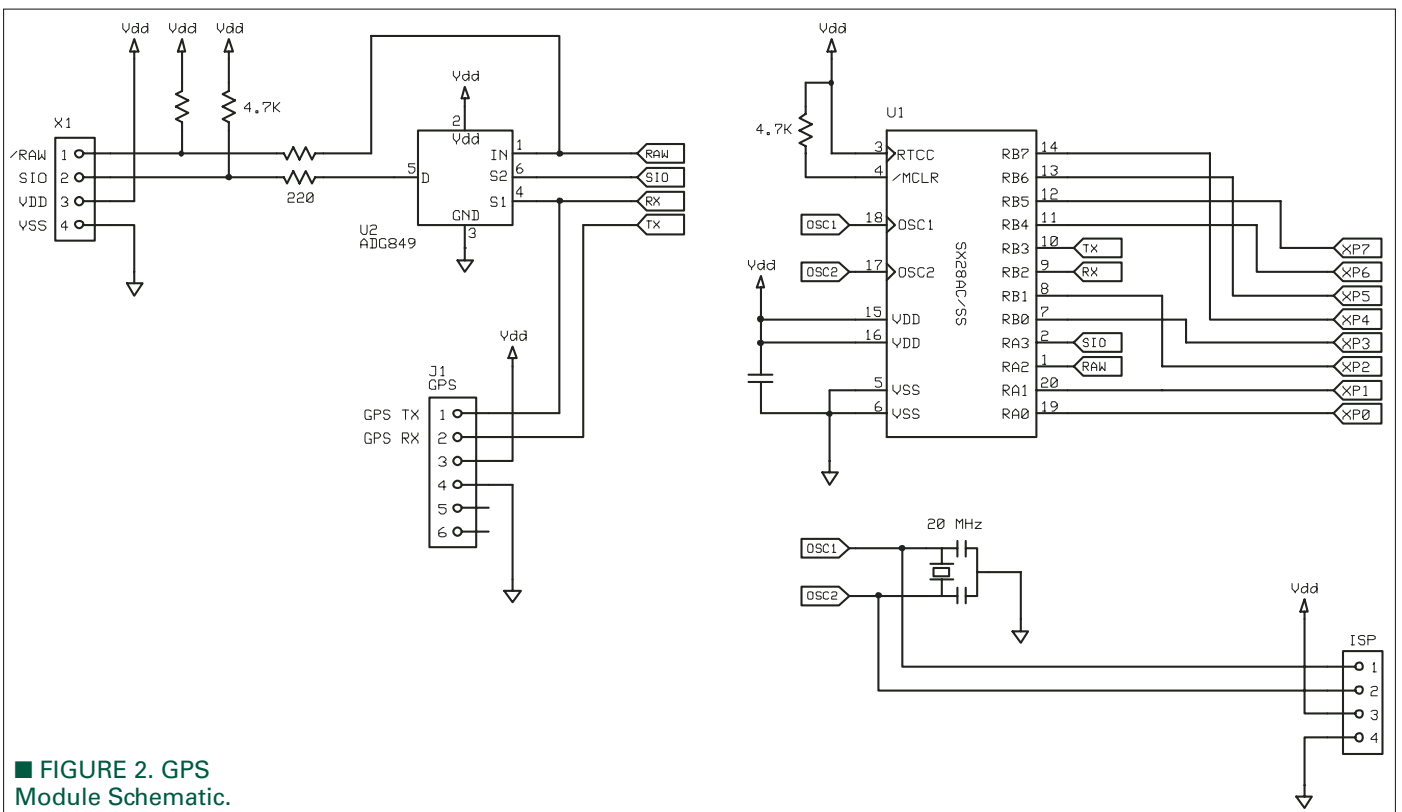 Vdd Vdd Vdd
4.7K
X1
/RAW 1
SIO 2
VDD 3
VSS 4
220
Vdd
2
Vdd
5 D
IN 1
S2 6
S1 4
GND
3
U2
ADG849
RAW
SIO
RX
TX
Vdd
J1
GPS
GPS TX 1
GPS RX 2
3
4
5
6
Vdd
4.7K
U1
3 RTCC
4 /MCLR
OSC1 18 OSC1
OSC2 17 OSC2
Vdd
15 VDD
16 VDD
5 VSS
6 VSS
SX28AC/SS
RB7 14
RB6 13
RB5 12
RB4 11
RB3 10 TX
RB2 9 RX
RB1 8
RB0 7
RA3 2 SIO
RA2 1 RAW
RA1 20
RA0 19
XP7
XP6
XP5
XP4
XP3
XP2
XP1
XP0
20 MHz
OSC1
OSC2
Vdd
ISP
1
2
3
4
■ FIGURE 2. GPS
Module Schematic.